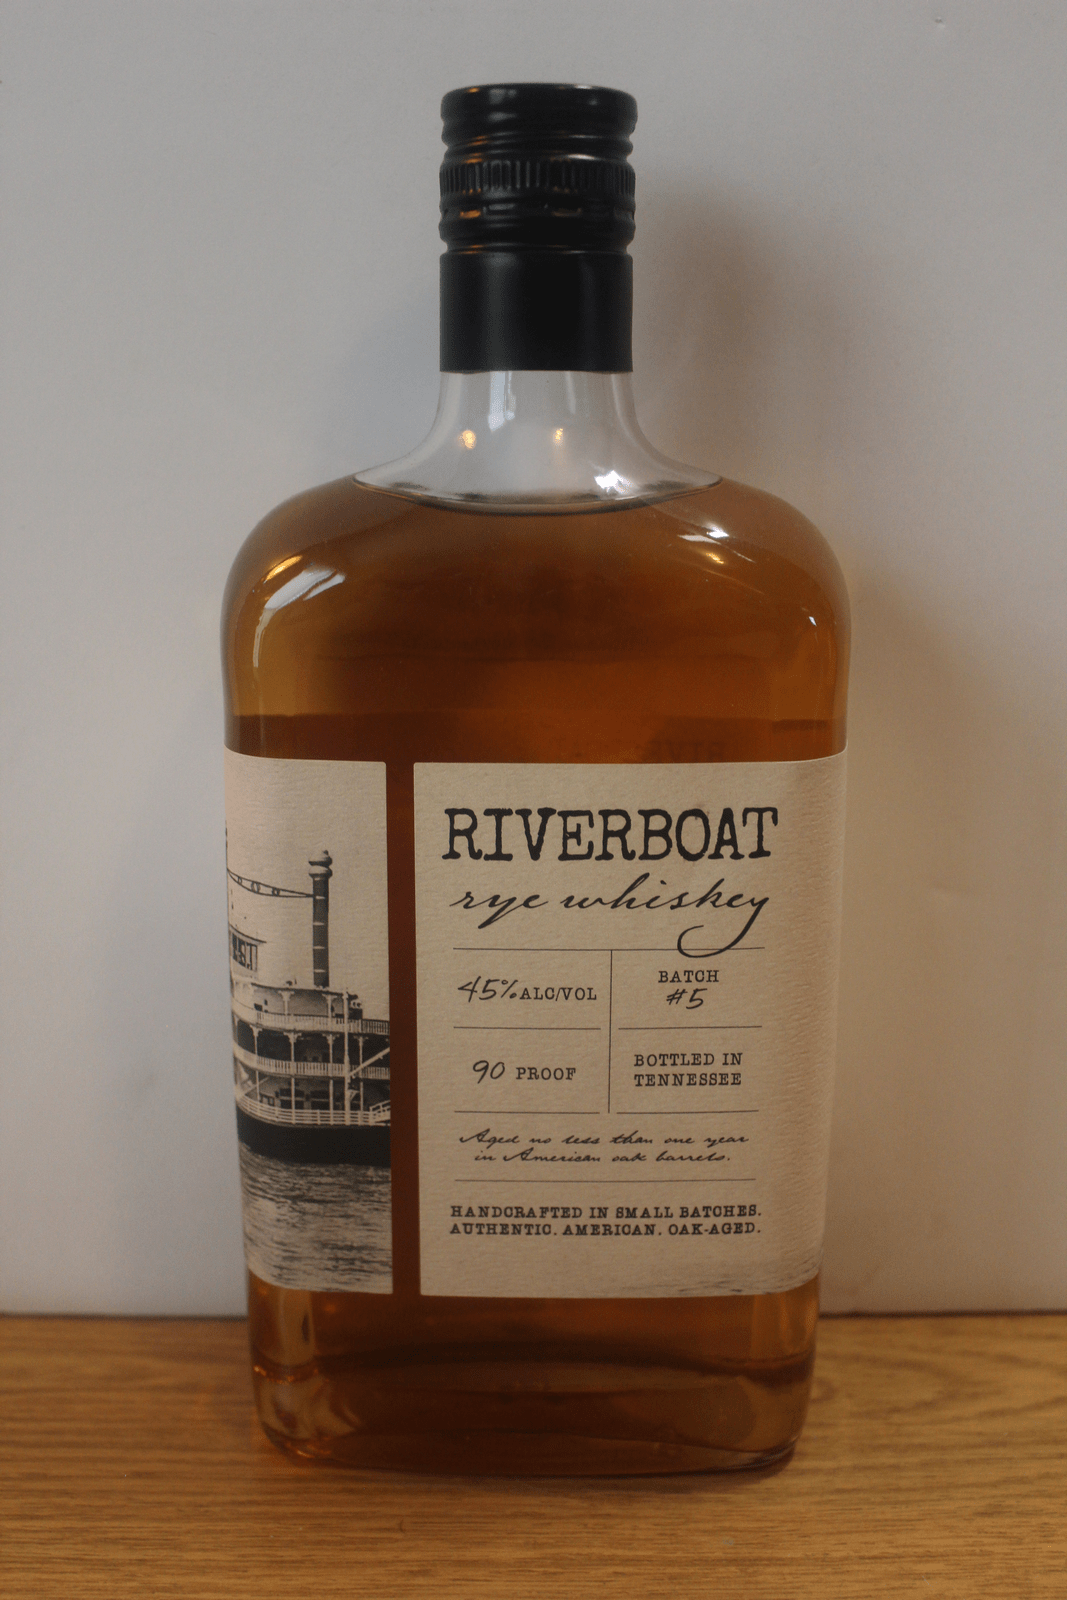 RIVERBOAT
rye whiskey
45% ALC/VOL
BATCH
#5
90 PROOF
BOTTLED IN
TENNESSEE
Aged no less than one year
in American oak barrels.
HANDCRAFTED IN SMALL BATCHES.
AUTHENTIC. AMERICAN. OAK-AGED.